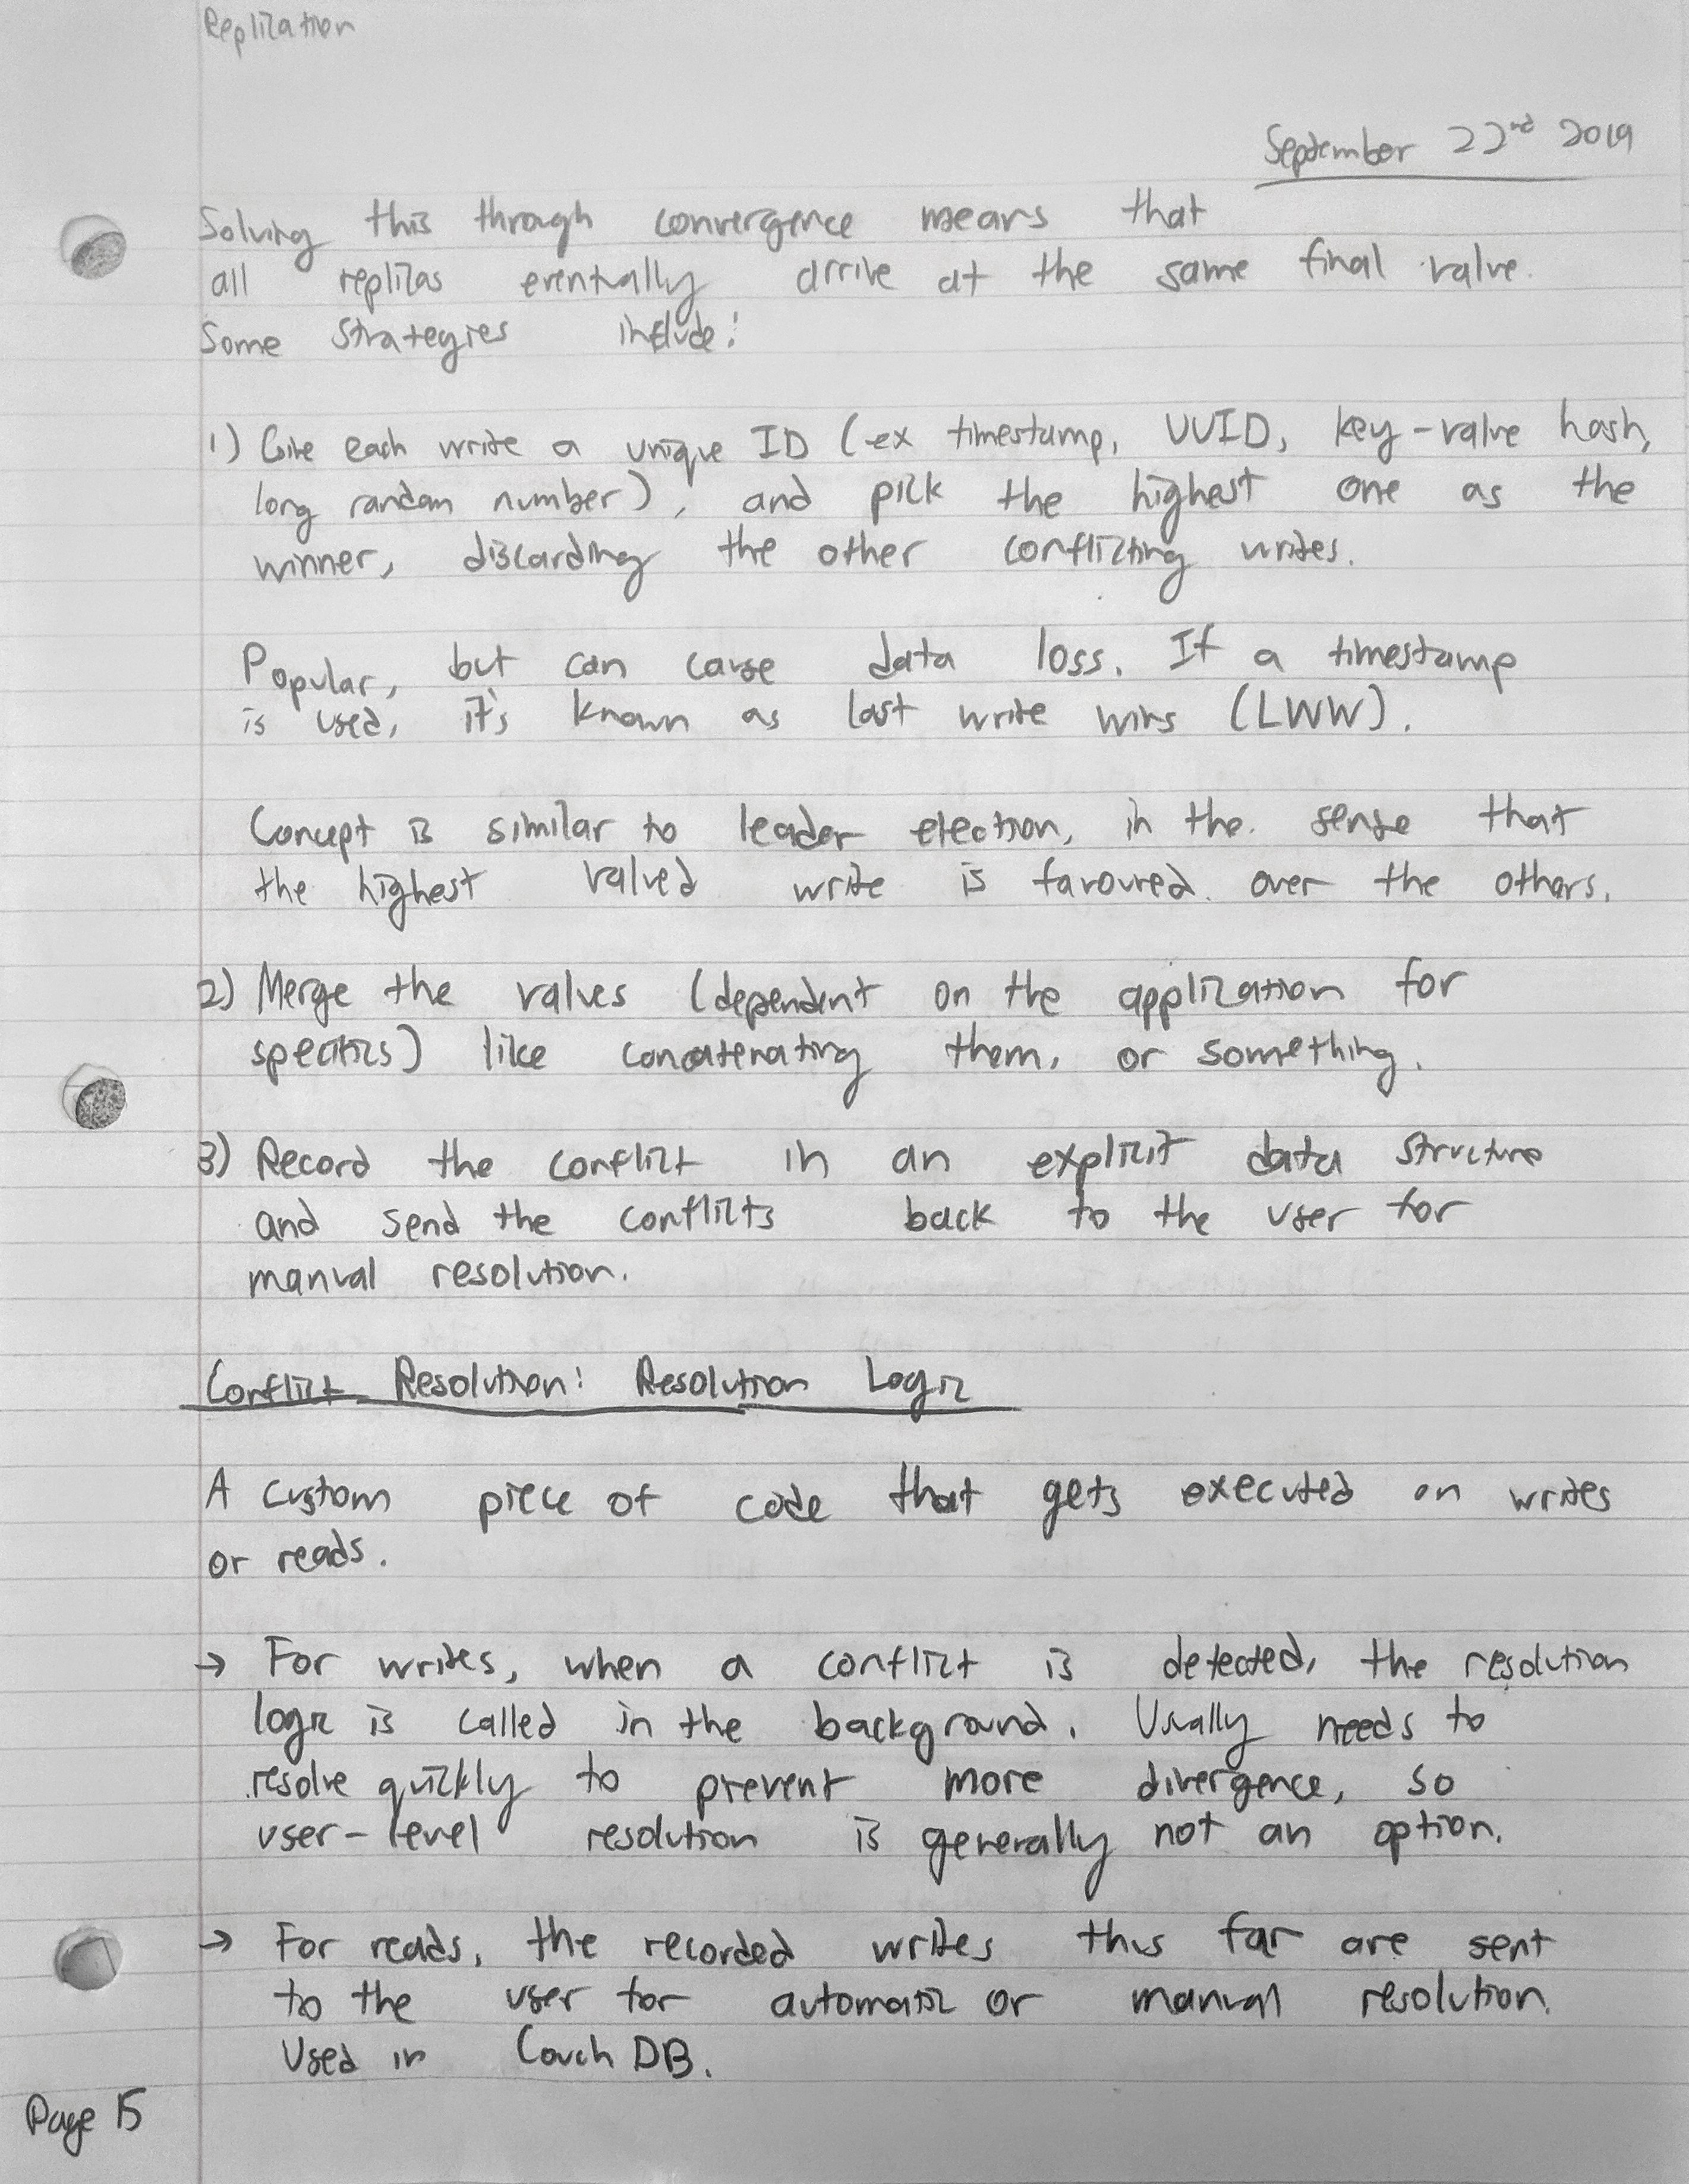 Replication
September 22nd 2019
Solving this through convergence means that
all replicas eventually arrive at the same final value.
Some strategies include:
1) Give each write a unique ID (ex timestamp, UUID, key-value hash,
long random number), and pick the highest one as the
winner, discarding the other conflicting writes.
Popular, but can cause data loss. If a timestamp
is used, it's known as last write wins (LWW).
Concept is similar to leader election, in the sense that
the highest valued write is favoured over the others.
2) Merge the values (dependent on the application for
specifics) like concatenating them, or something.
3) Record the conflict in an explicit data structure
and send the conflicts back to the user for
manual resolution.
Conflict Resolution: Resolution Logic
A custom piece of code that gets executed on writes
or reads.
→ For writes, when a conflict is detected, the resolution
logic is called in the background. Usually needs to
resolve quickly to prevent more divergence, so
user-level resolution is generally not an option.
→ For reads, the recorded writes thus far are sent
to the user for automatic or manual resolution.
Used in Couch DB.
Page 15